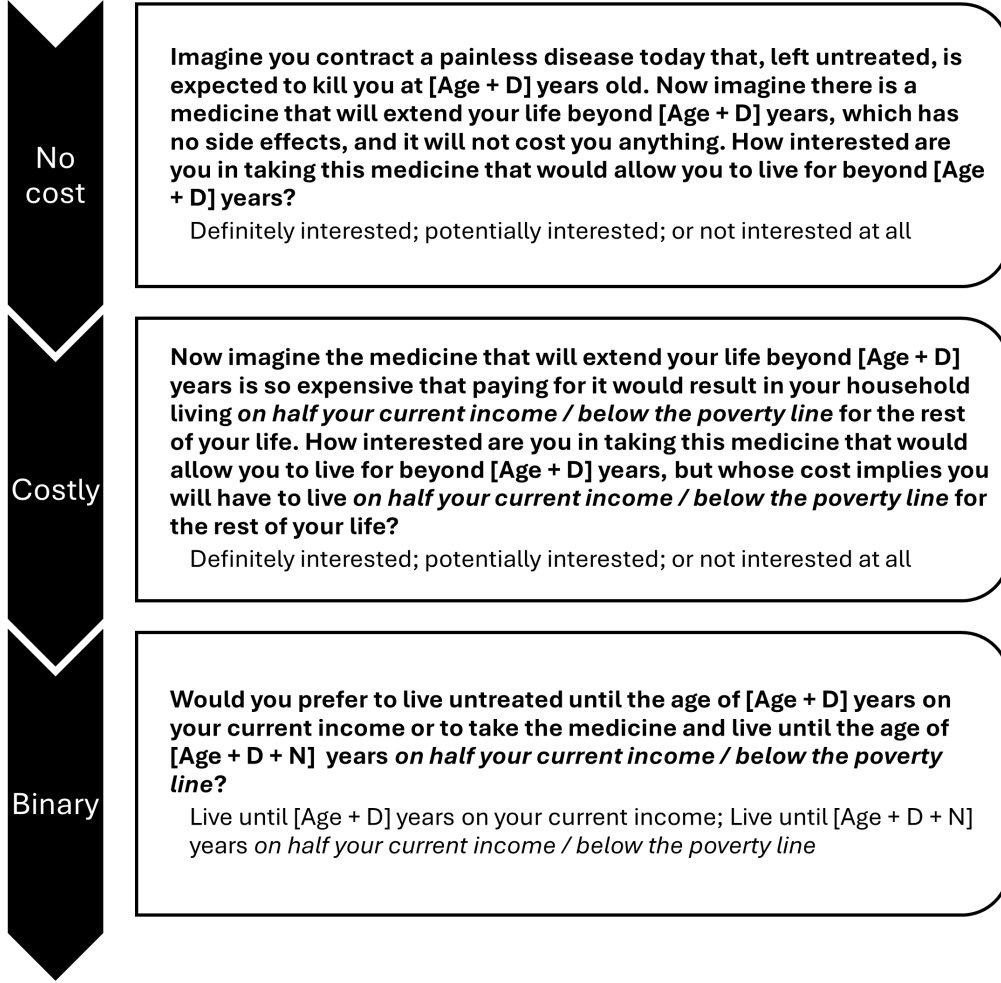 No
cost
Imagine you contract a painless disease today that, left untreated, is
expected to kill you at [Age + D] years old. Now imagine there is a
medicine that will extend your life beyond [Age + D] years, which has
no side effects, and it will not cost you anything. How interested are
you in taking this medicine that would allow you to live for beyond [Age
+ D] years?
Definitely interested; potentially interested; or not interested at all
Costly
Now imagine the medicine that will extend your life beyond [Age + D]
years is so expensive that paying for it would result in your household
living on half your current income / below the poverty line for the rest
of your life. How interested are you in taking this medicine that would
allow you to live for beyond [Age + D] years, but whose cost implies you
will have to live on half your current income / below the poverty line for
the rest of your life?
Definitely interested; potentially interested; or not interested at all
Binary
Would you prefer to live untreated until the age of [Age + D] years on
your current income or to take the medicine and live until the age of
[Age + D + N] years on half your current income / below the poverty
line?
Live until [Age + D] years on your current income; Live until [Age + D + N]
years on half your current income / below the poverty line